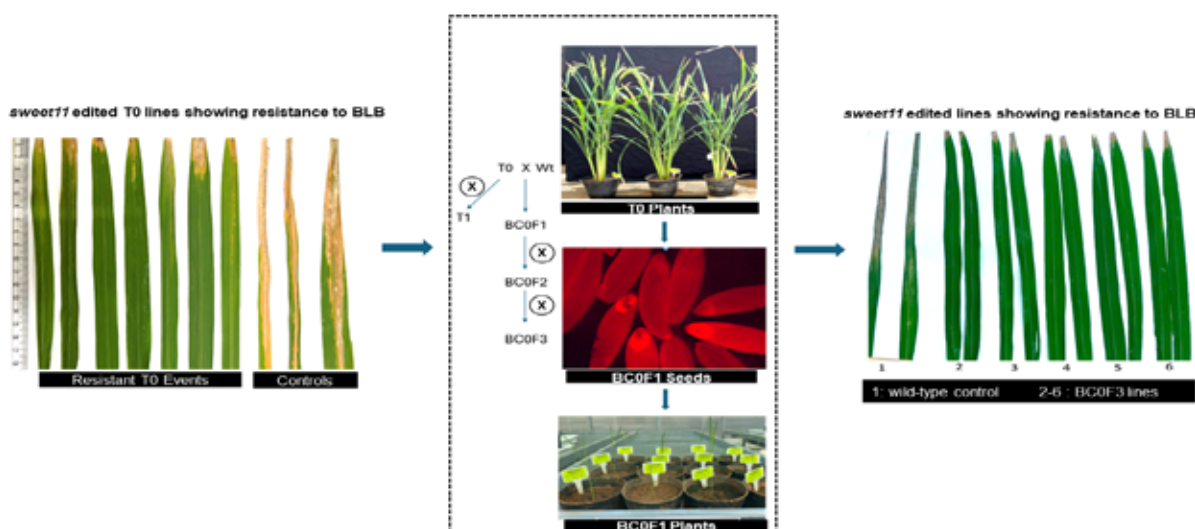 sweet11 edited T0 lines showing resistance to BLB
Resistant T0 Events
Controls
T0 X Wt
X
T1
BC0F1
X
BC0F2
X
BC0F3
T0 Plants
BC0F1 Seeds
BC0F1 Plants
sweet11 edited lines showing resistance to BLB
1 2 3 4 5 6
1: wild-type control 2-6 : BC0F3 lines